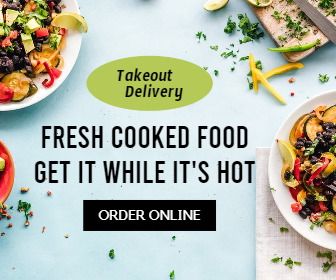 Takeout
Delivery
FRESH COOKED FOOD
GET IT WHILE IT'S HOT
ORDER ONLINE